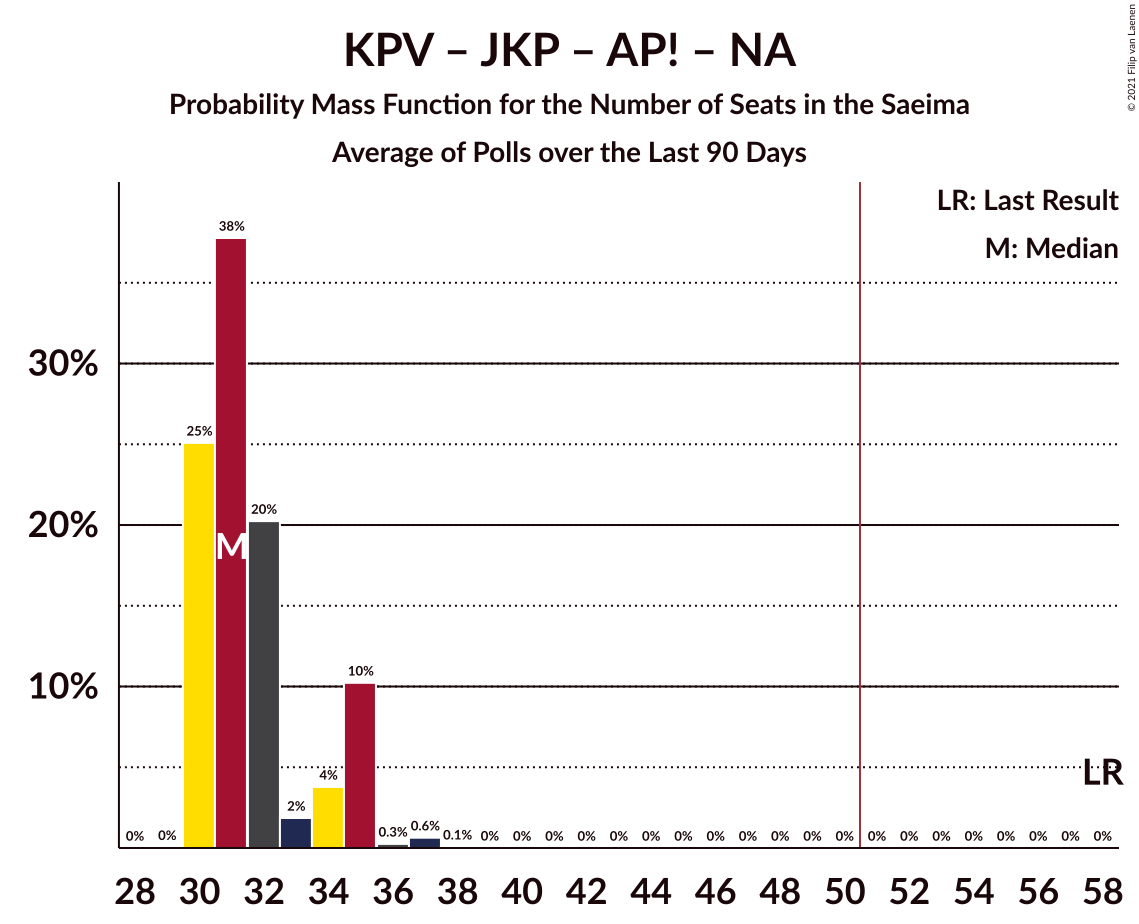 KPV – JKP – AP! – NA
Probability Mass Function for the Number of Seats in the Saeima
Average of Polls over the Last 90 Days
© 2021 Filip van Laenen
LR: Last Result
M: Median
38%
30%
25%
20%
20%
M
10%
10%
LR
4%
2%
0% 0% 0.3% 0.6% 0.1% 0% 0% 0% 0% 0% 0% 0% 0% 0% 0% 0% 0% 0% 0% 0% 0% 0% 0% 0% 0%
28 30 32 34 36 38 40 42 44 46 48 50 52 54 56 58